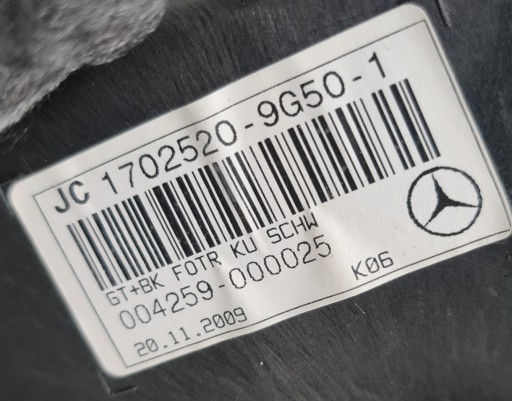 JC 1702520-9G50-1
GT+BK FOTR KU SCHW
004259-000025
K06
20.11.2009